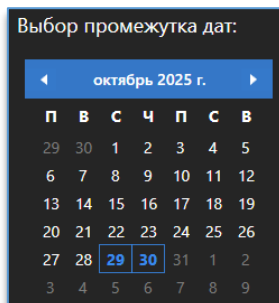 Выбор промежутка дат:
октябрь 2025 г.
П В С Ч П С В
29 30 1 2 3 4 5
6 7 8 9 10 11 12
13 14 15 16 17 18 19
20 21 22 23 24 25 26
27 28 29 30 31 1 2
3 4 5 6 7 8 9